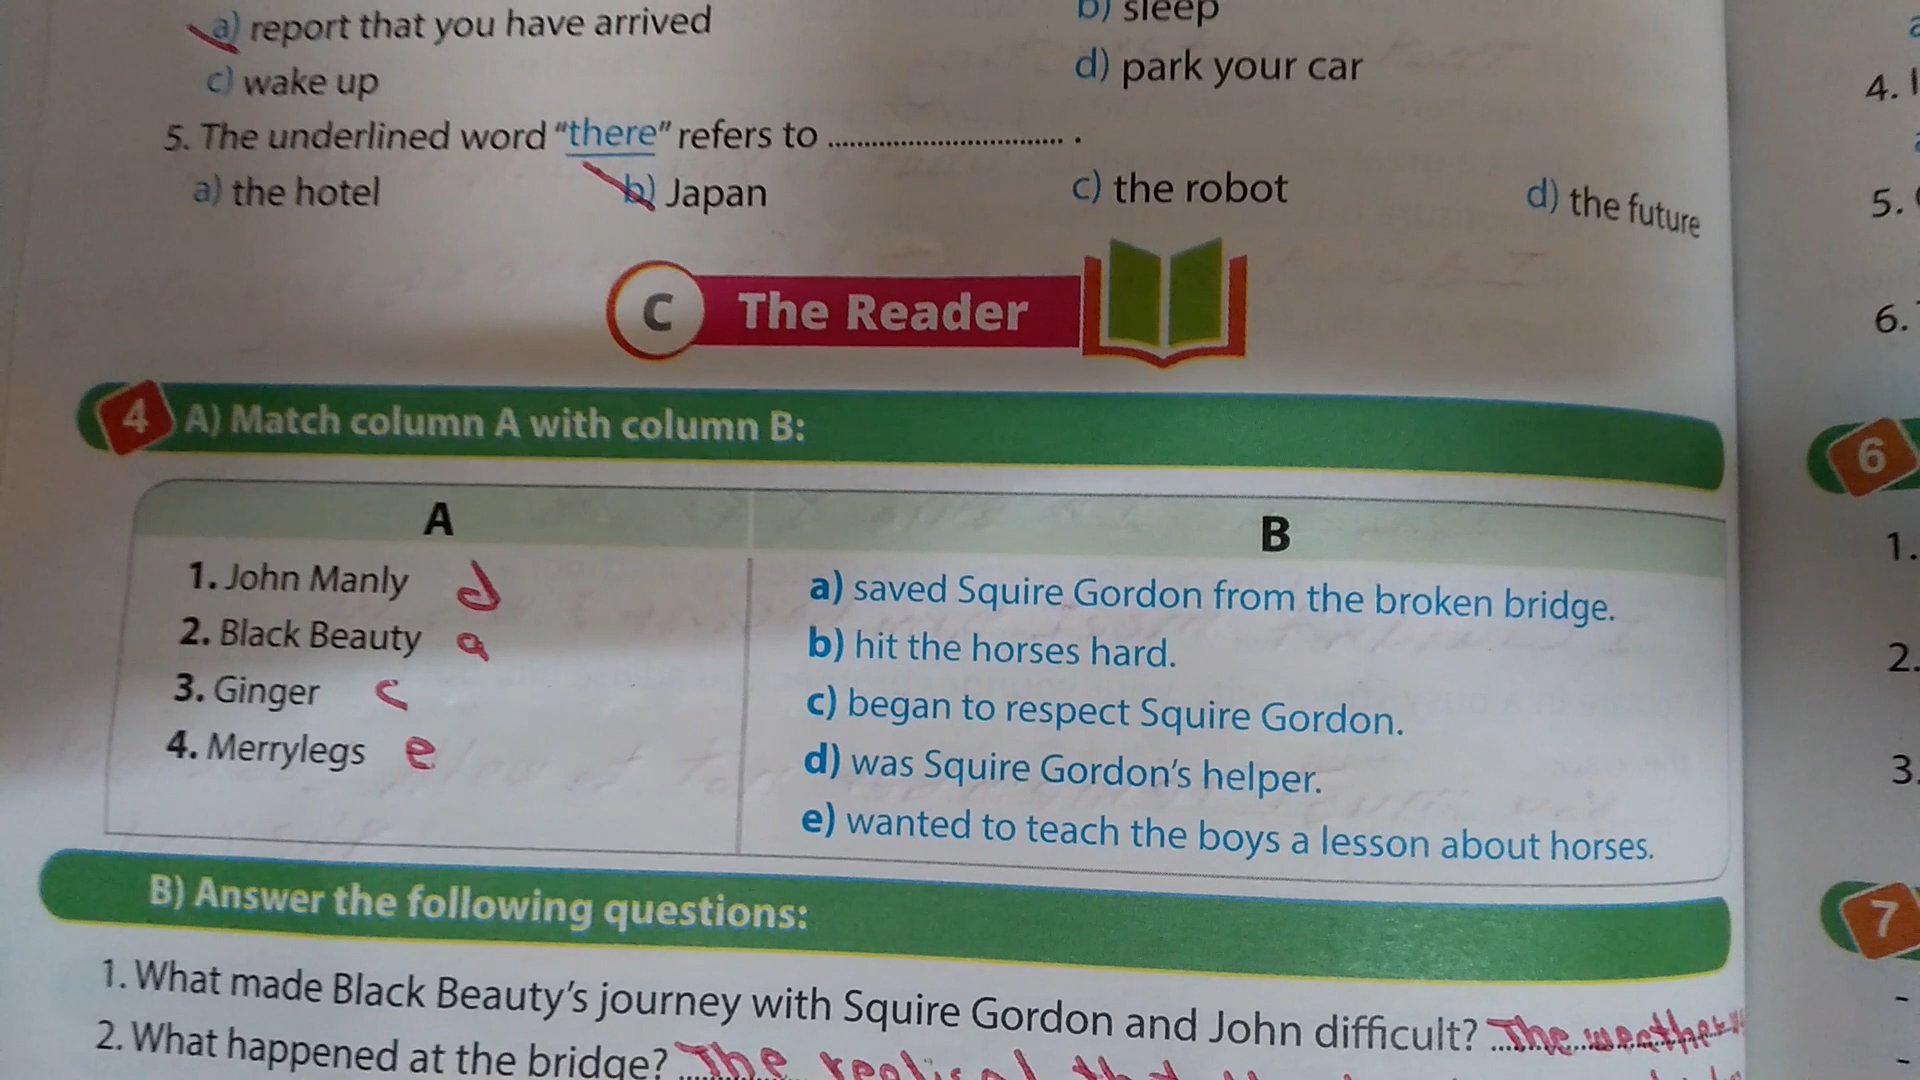 a) report that you have arrived b) sleep
c) wake up d) park your car
5. The underlined word "there" refers to .............................. .
a) the hotel b) Japan c) the robot d) the future
C The Reader
4 A) Match column A with column B:
A B
1. John Manly d a) saved Squire Gordon from the broken bridge.
2. Black Beauty a b) hit the horses hard.
3. Ginger c c) began to respect Squire Gordon.
4. Merrylegs e d) was Squire Gordon's helper.
e) wanted to teach the boys a lesson about horses.
B) Answer the following questions:
1. What made Black Beauty's journey with Squire Gordon and John difficult? The weather
2. What happened at the bridge? The
4.
5.
6.
6
1.
2.
3.
7